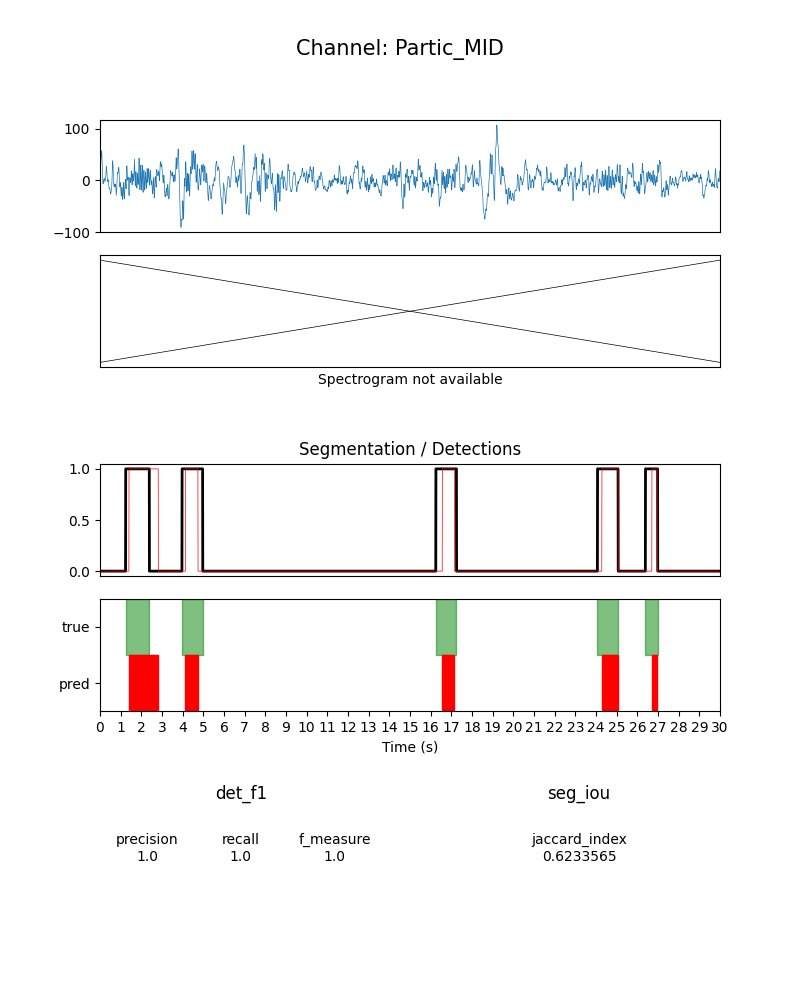 Channel: Partic_MID
100
0
−100
Spectrogram not available
Segmentation / Detections
1.0
0.5
0.0
true
pred
0 1 2 3 4 5 6 7 8 9 10 11 12 13 14 15 16 17 18 19 20 21 22 23 24 25 26 27 28 29 30
Time (s)
det_f1 seg_iou
precision recall f_measure jaccard_index
1.0 1.0 1.0 0.6233565